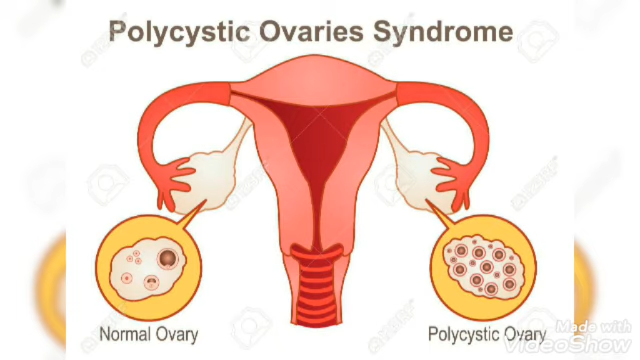 Polycystic Ovaries Syndrome
Normal Ovary
Polycystic Ovary
Made with
VideoShow